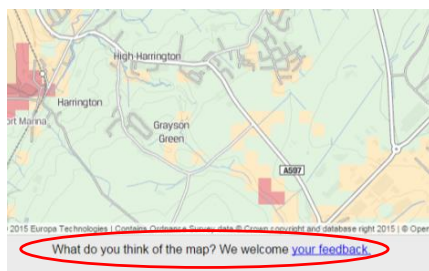 High Harrington
Harrington
ort Marina
Grayson
Green
A597
2015 Europa Technologies | Contains Ordnance Survey data © Crown copyright and database right 2015 | © Open
What do you think of the map? We welcome your feedback.